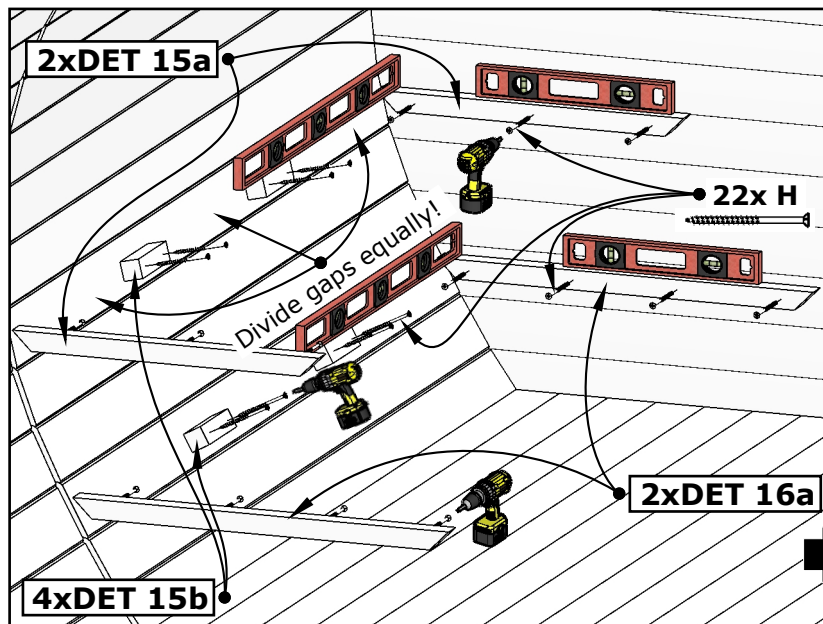 2xDET 15a
22x H
Divide gaps equally!
2xDET 16a
4xDET 15b